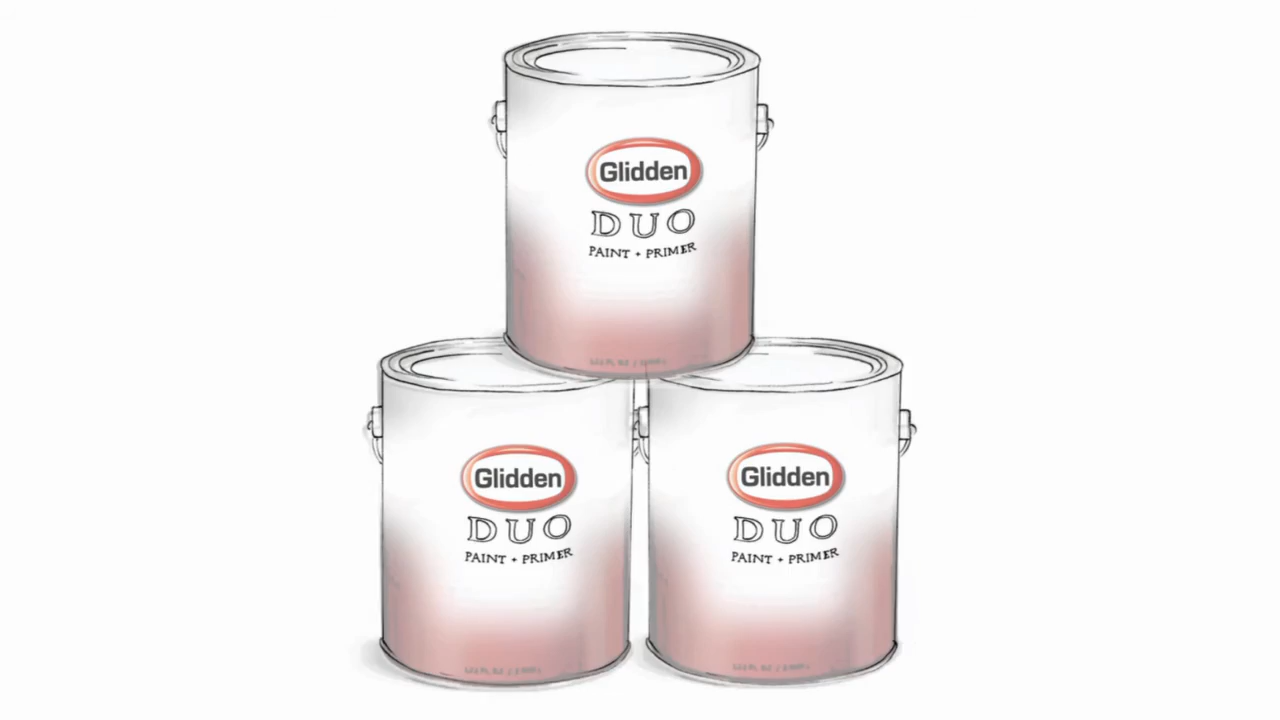 Glidden
DUO
PAINT + PRIMER
Glidden
DUO
PAINT + PRIMER
Glidden
DUO
PAINT + PRIMER